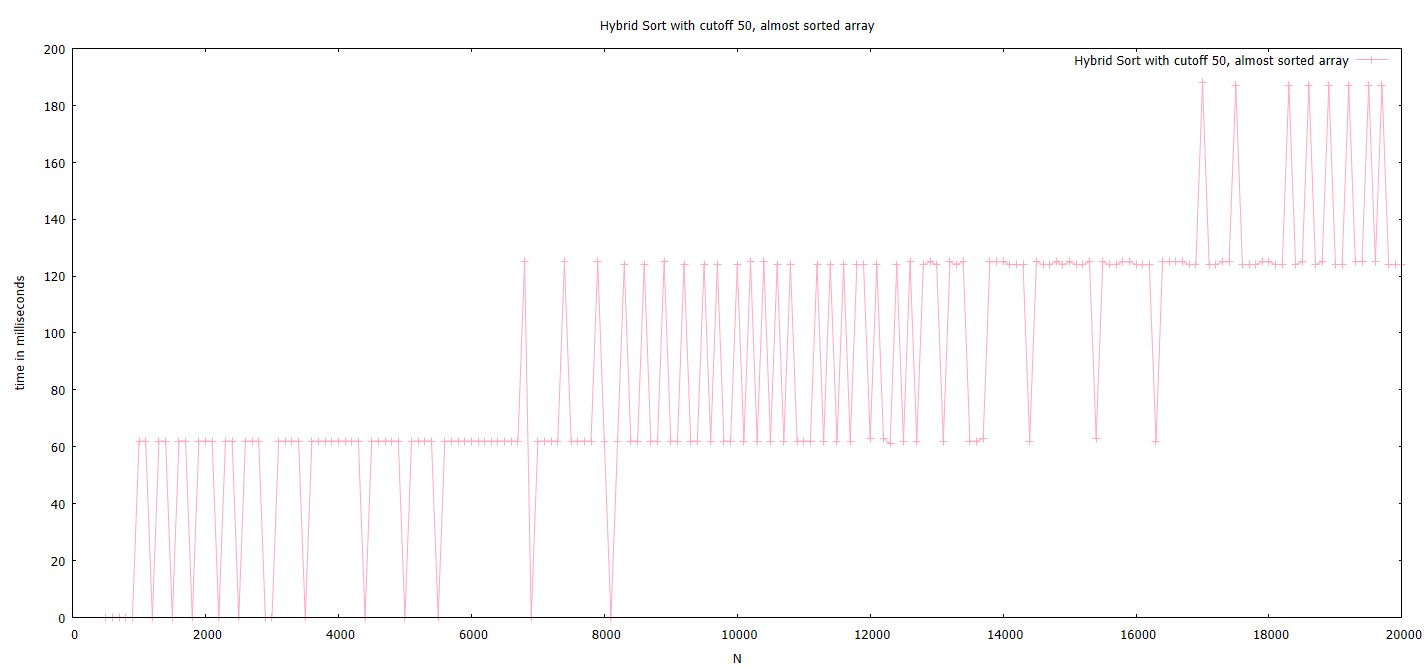 Hybrid Sort with cutoff 50, almost sorted array
Hybrid Sort with cutoff 50, almost sorted array
200
180
160
140
120
100
80
60
40
20
0
time in milliseconds
0 2000 4000 6000 8000 10000 12000 14000 16000 18000 20000
N